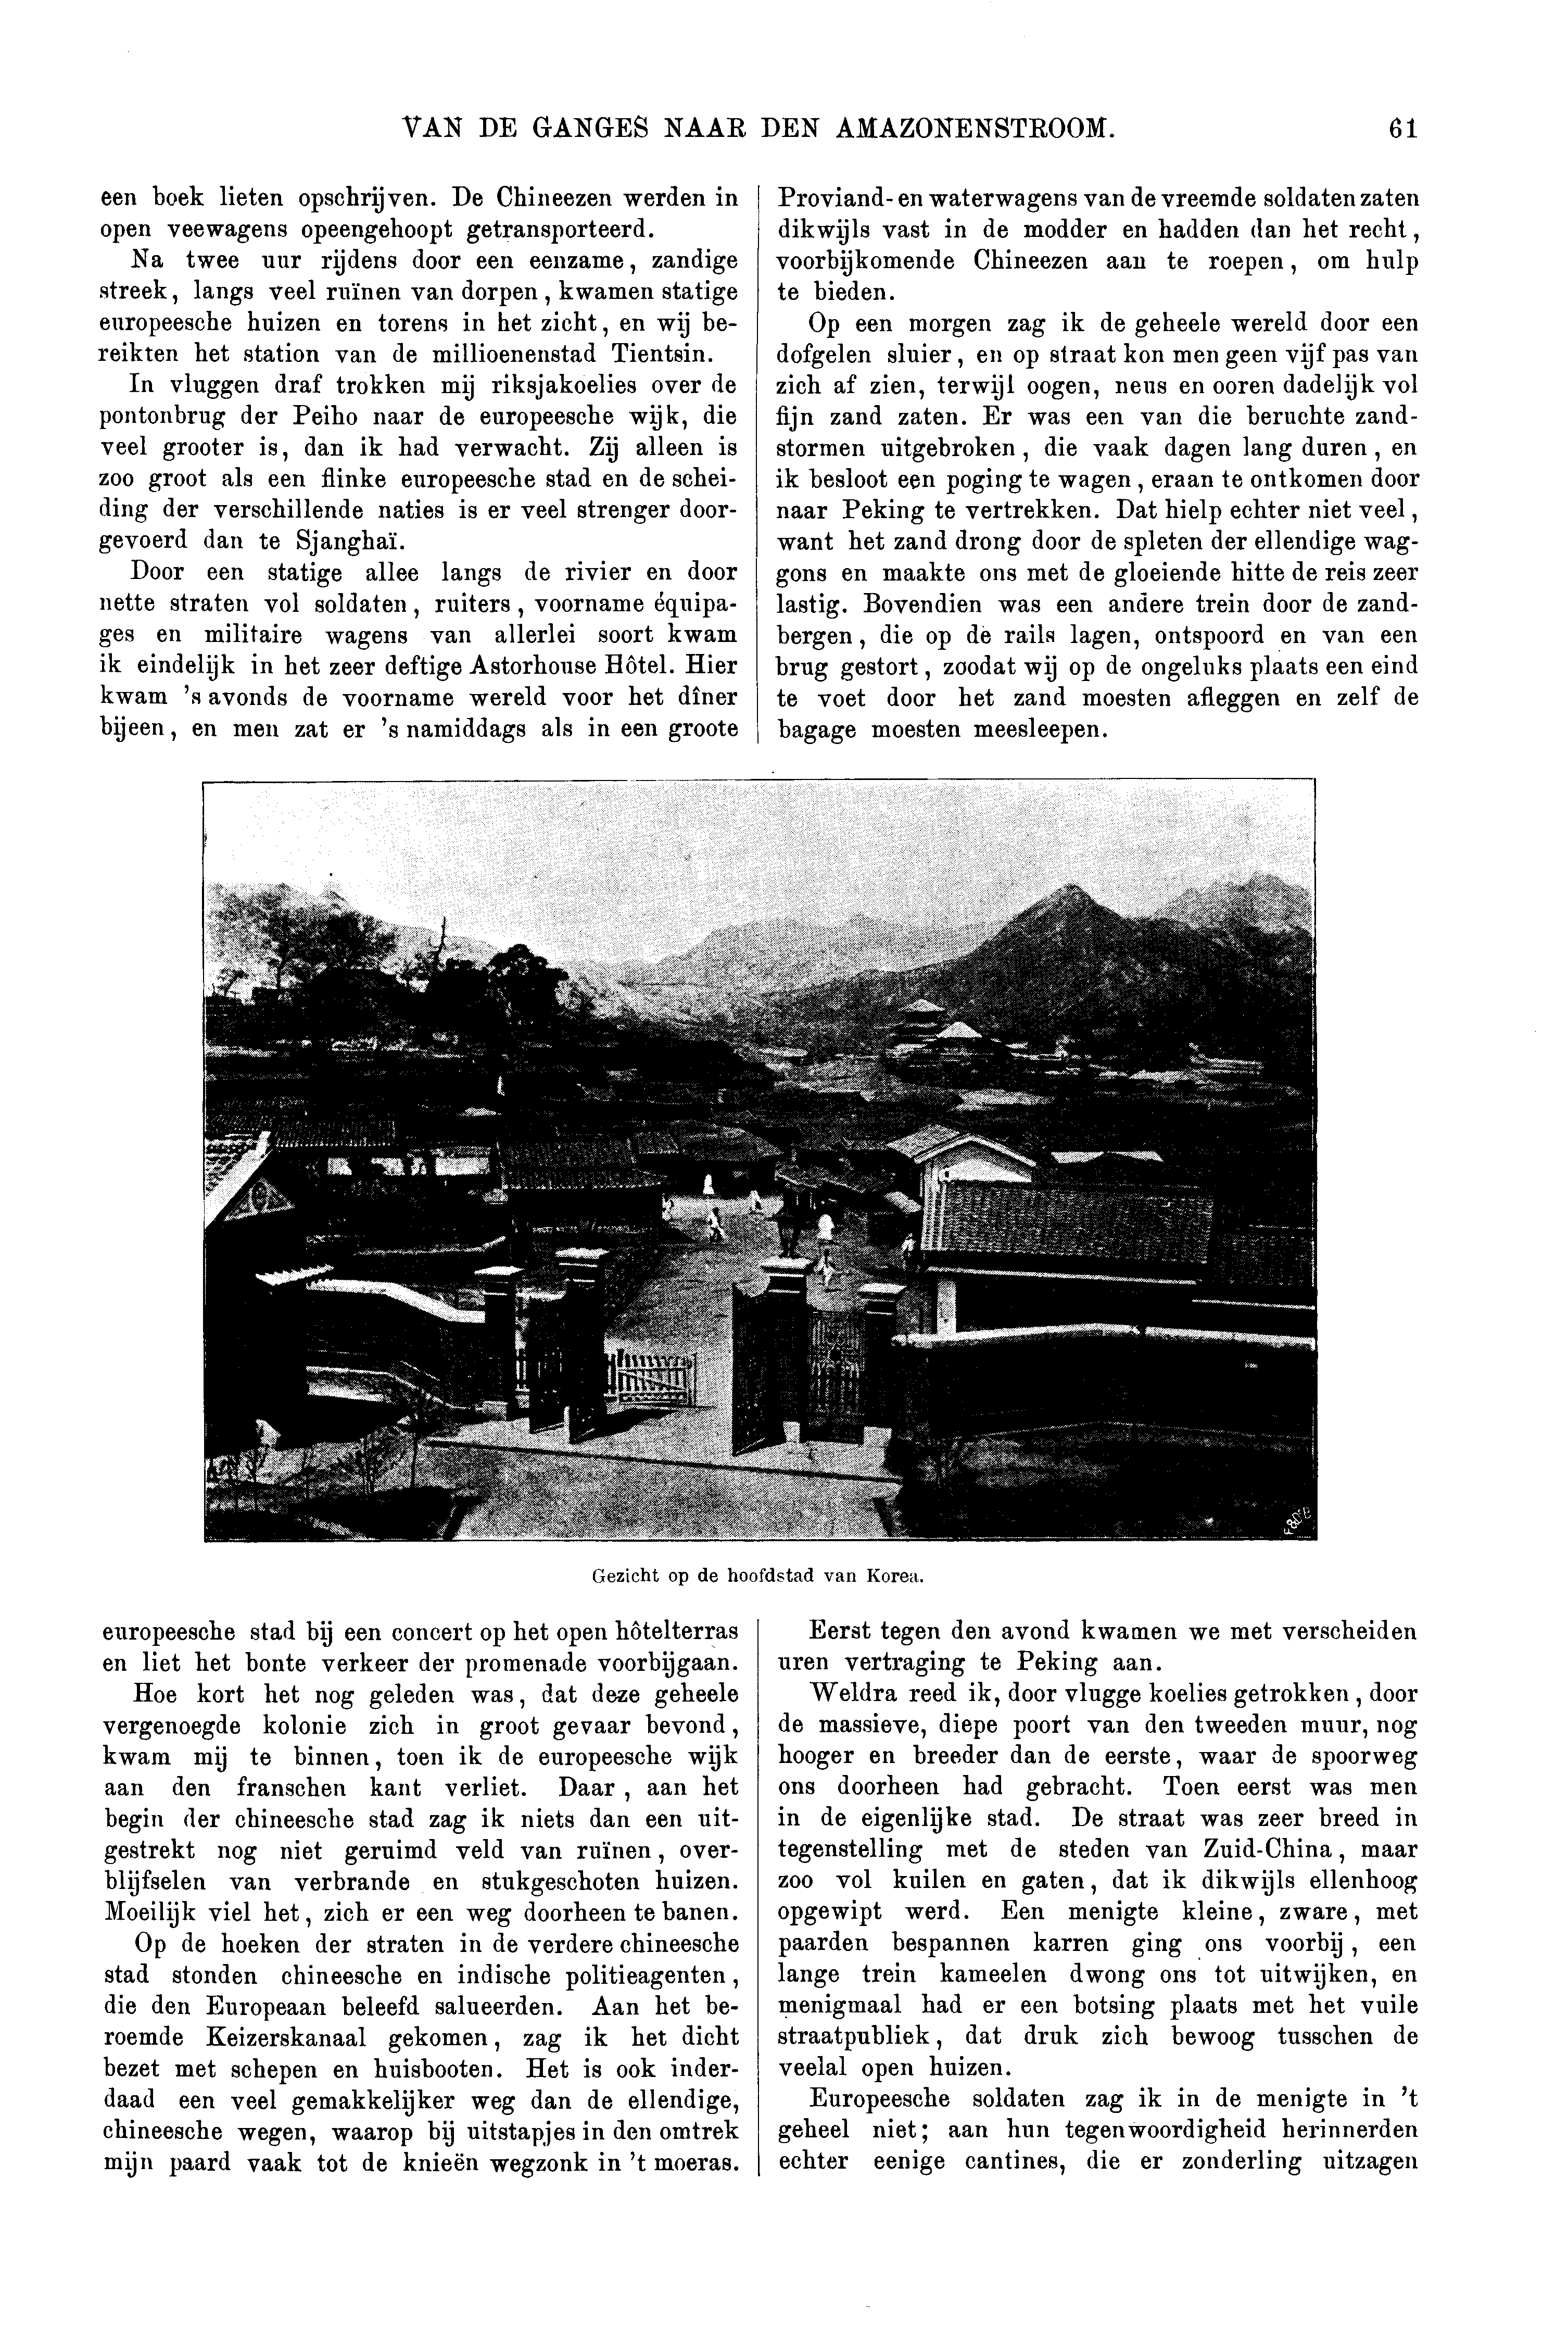 VAN DE GANGES NAAR DEN AMAZONENSTROOM.
61
een boek lieten opschrijven. De Chineezen werden in
open veewagens opeengehoopt getransporteerd.
Na twee uur rijdens door een eenzame, zandige
streek, langs veel ruïnen van dorpen, kwamen statige
europeesche huizen en torens in het zicht, en wij be-
reikten het station van de millioenenstad Tientsin.
In vluggen draf trokken mij riksjakoelies over de
pontonbrug der Peiho naar de europeesche wijk, die
veel grooter is, dan ik had verwacht. Zij alleen is
zoo groot als een flinke europeesche stad en de schei-
ding der verschillende naties is er veel strenger door-
gevoerd dan te Sjanghaï.
Door een statige allee langs de rivier en door
nette straten vol soldaten, ruiters, voorname équipa-
ges en militaire wagens van allerlei soort kwam
ik eindelijk in het zeer deftige Astorhouse Hôtel. Hier
kwam 's avonds de voorname wereld voor het dîner
bijeen, en men zat er 's namiddags als in een groote
europeesche stad bij een concert op het open hôtelterras
en liet het bonte verkeer der promenade voorbijgaan.
Hoe kort het nog geleden was, dat deze geheele
vergenoegde kolonie zich in groot gevaar bevond,
kwam mij te binnen, toen ik de europeesche wijk
aan den franschen kant verliet. Daar, aan het
begin der chineesche stad zag ik niets dan een uit-
gestrekt nog niet geruimd veld van ruïnen, over-
blijfselen van verbrande en stukgeschoten huizen.
Moeilijk viel het, zich er een weg doorheen te banen.
Op de hoeken der straten in de verdere chineesche
stad stonden chineesche en indische politieagenten,
die den Europeaan beleefd salueerden. Aan het be-
roemde Keizerskanaal gekomen, zag ik het dicht
bezet met schepen en huisbooten. Het is ook inder-
daad een veel gemakkelijker weg dan de ellendige,
chineesche wegen, waarop bij uitstapjes in den omtrek
mijn paard vaak tot de knieën wegzonk in 't moeras.
Proviand- en waterwagens van de vreemde soldaten zaten
dikwijls vast in de modder en hadden dan het recht,
voorbijkomende Chineezen aan te roepen, om hulp
te bieden.
Op een morgen zag ik de geheele wereld door een
dofgelen sluier, en op straat kon men geen vijf pas van
zich af zien, terwijl oogen, neus en ooren dadelijk vol
fijn zand zaten. Er was een van die beruchte zand-
stormen uitgebroken, die vaak dagen lang duren, en
ik besloot een poging te wagen, eraan te ontkomen door
naar Peking te vertrekken. Dat hielp echter niet veel,
want het zand drong door de spleten der ellendige wag-
gons en maakte ons met de gloeiende hitte de reis zeer
lastig. Bovendien was een andere trein door de zand-
bergen, die op de rails lagen, ontspoord en van een
brug gestort, zoodat wij op de ongeluks plaats een eind
te voet door het zand moesten afleggen en zelf de
bagage moesten meesleepen.
Eerst tegen den avond kwamen we met verscheiden
uren vertraging te Peking aan.
Weldra reed ik, door vlugge koelies getrokken, door
de massieve, diepe poort van den tweeden muur, nog
hooger en breeder dan de eerste, waar de spoorweg
ons doorheen had gebracht. Toen eerst was men
in de eigenlijke stad. De straat was zeer breed in
tegenstelling met de steden van Zuid-China, maar
zoo vol kuilen en gaten, dat ik dikwijls ellenhoog
opgewipt werd. Een menigte kleine, zware, met
paarden bespannen karren ging ons voorbij, een
lange trein kameelen dwong ons tot uitwijken, en
menigmaal had er een botsing plaats met het vuile
straatpubliek, dat druk zich bewoog tusschen de
veelal open huizen.
Europeesche soldaten zag ik in de menigte in 't
geheel niet; aan hun tegenwoordigheid herinnerden
echter eenige cantines, die er zonderling uitzagen
Gezicht op de hoofdstad van Korea.